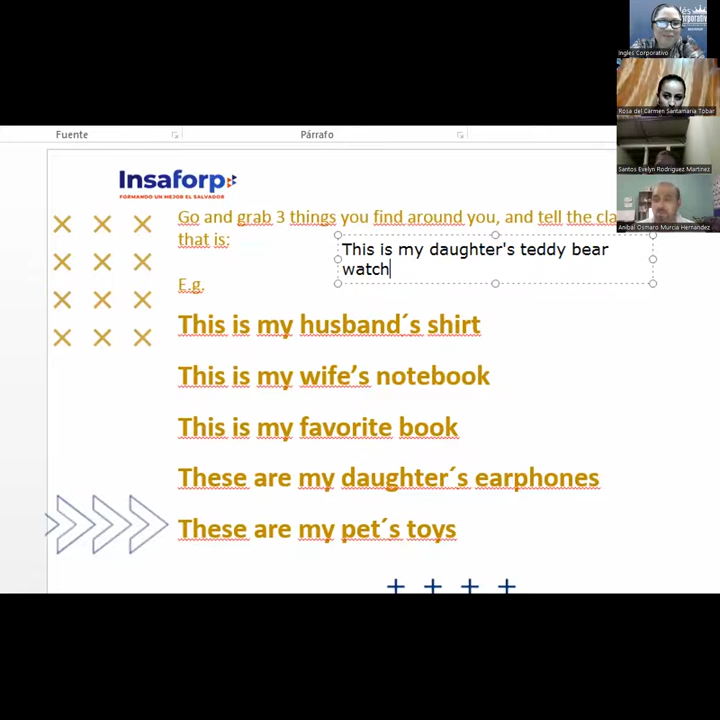 Inglés Corporativo
Rosa del Carmen Santamaria Tobar
Santos Evelyn Rodriguez Martinez
Anibal Osmaro Murcia Hernandez
Fuente
Párrafo
Insaforp
FORMANDO UN MEJOR EL SALVADOR
Go and grab 3 things you find around you, and tell the cla
that is:
This is my daughter's teddy bear
watch
E.g.
This is my husband´s shirt
This is my wife’s notebook
This is my favorite book
These are my daughter´s earphones
These are my pet´s toys